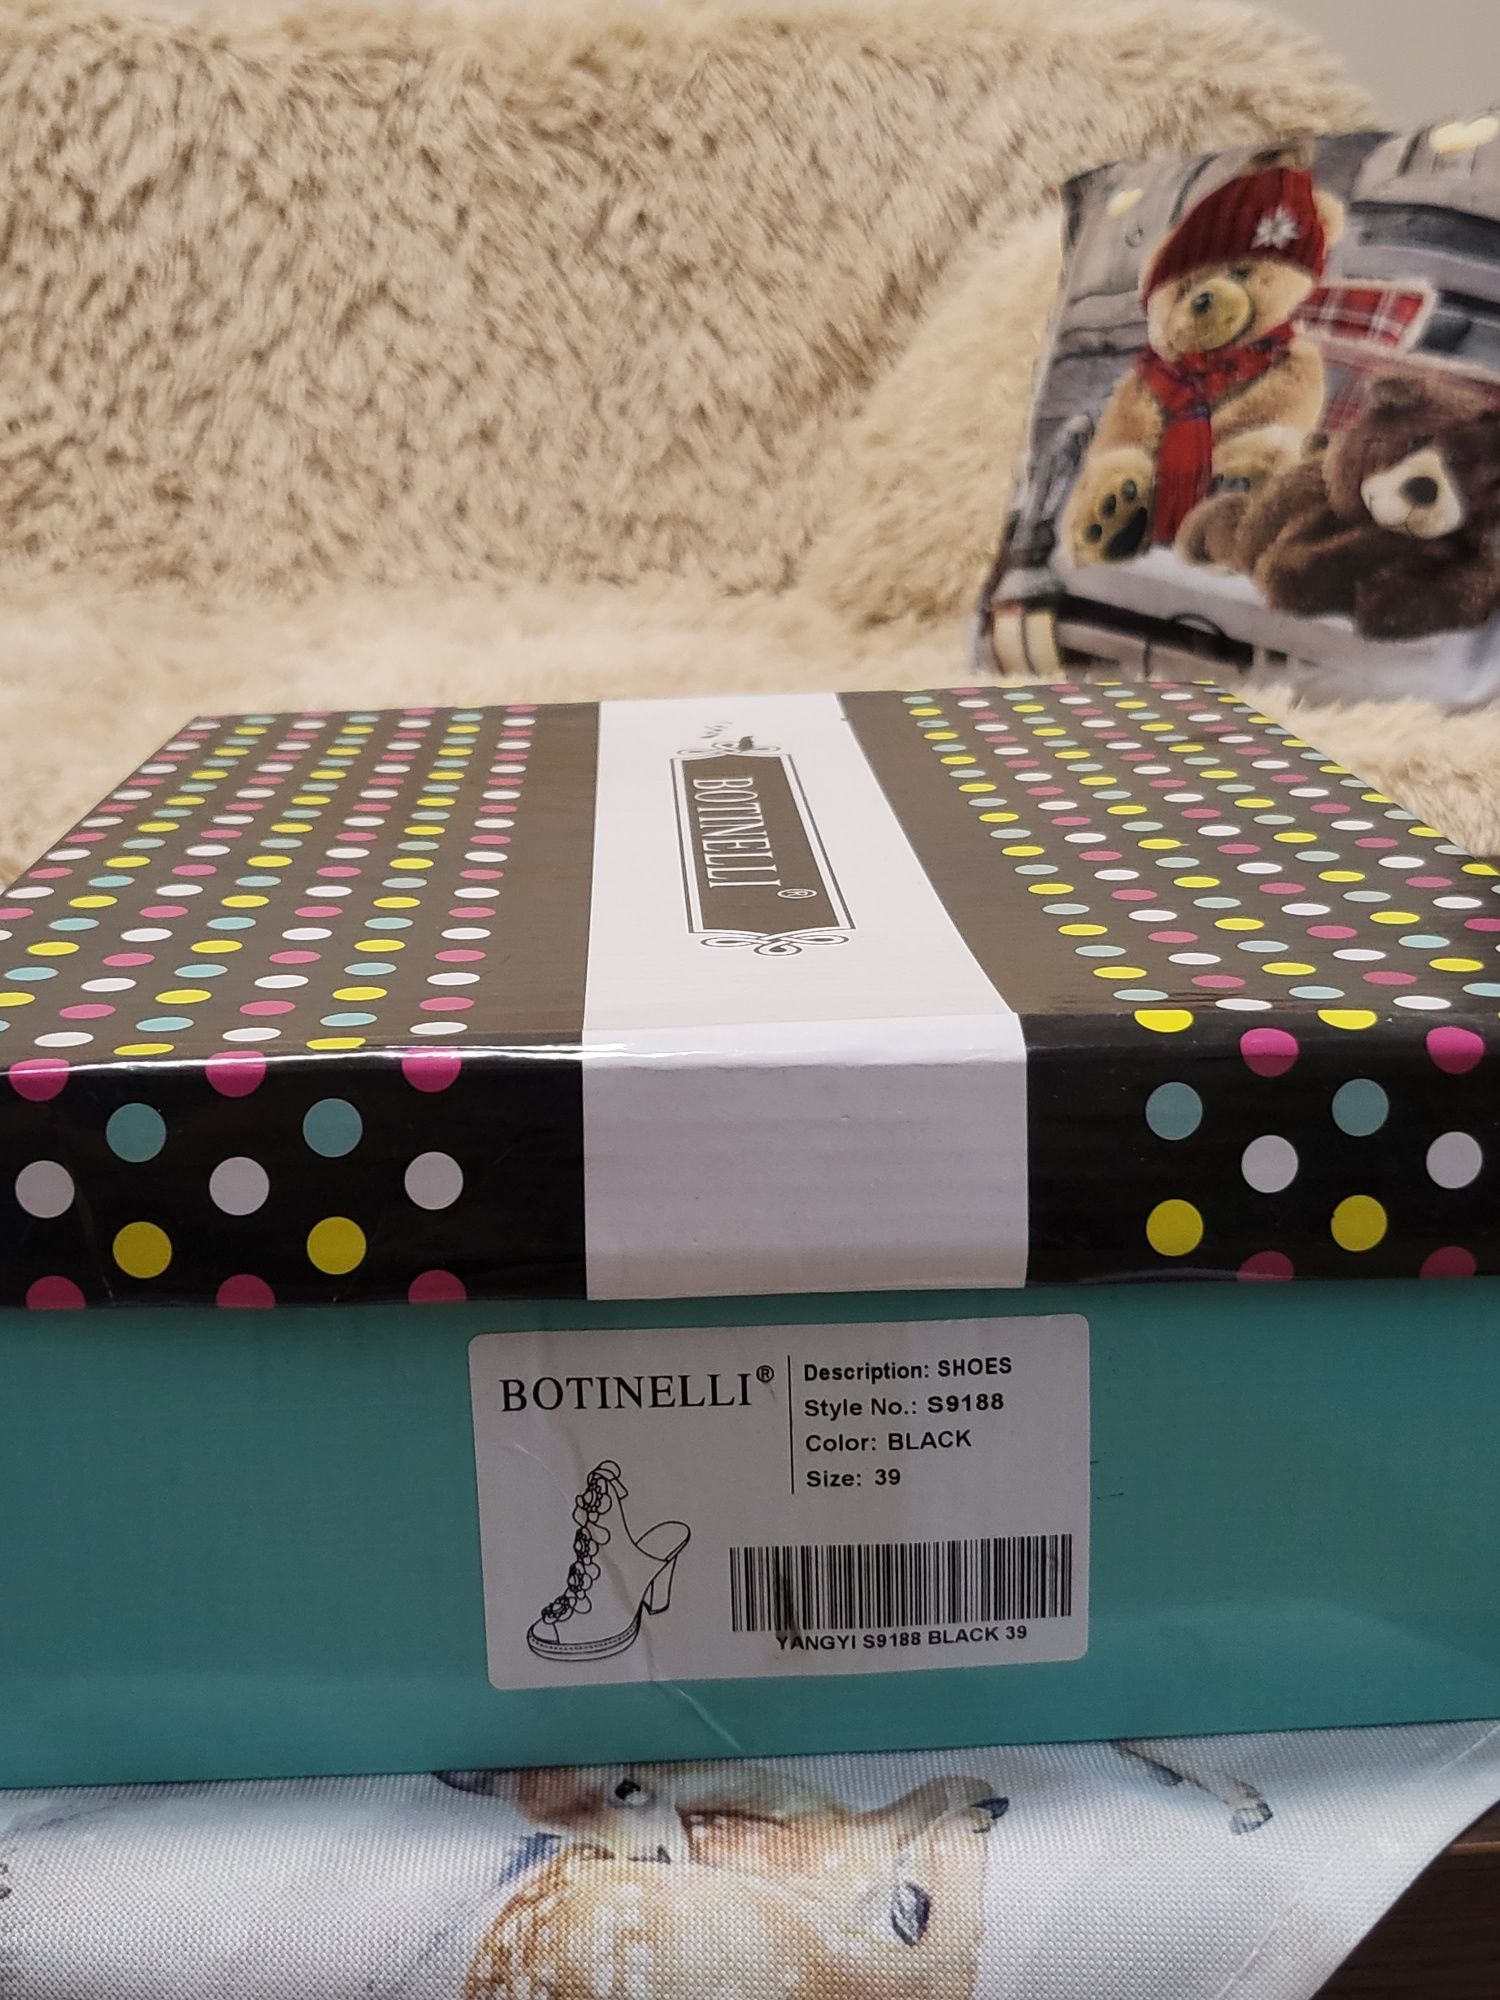 BOTINELLI®
BOTINELLI®
Description: SHOES
Style No.: S9188
Color: BLACK
Size: 39
YANGYI S9188 BLACK 39